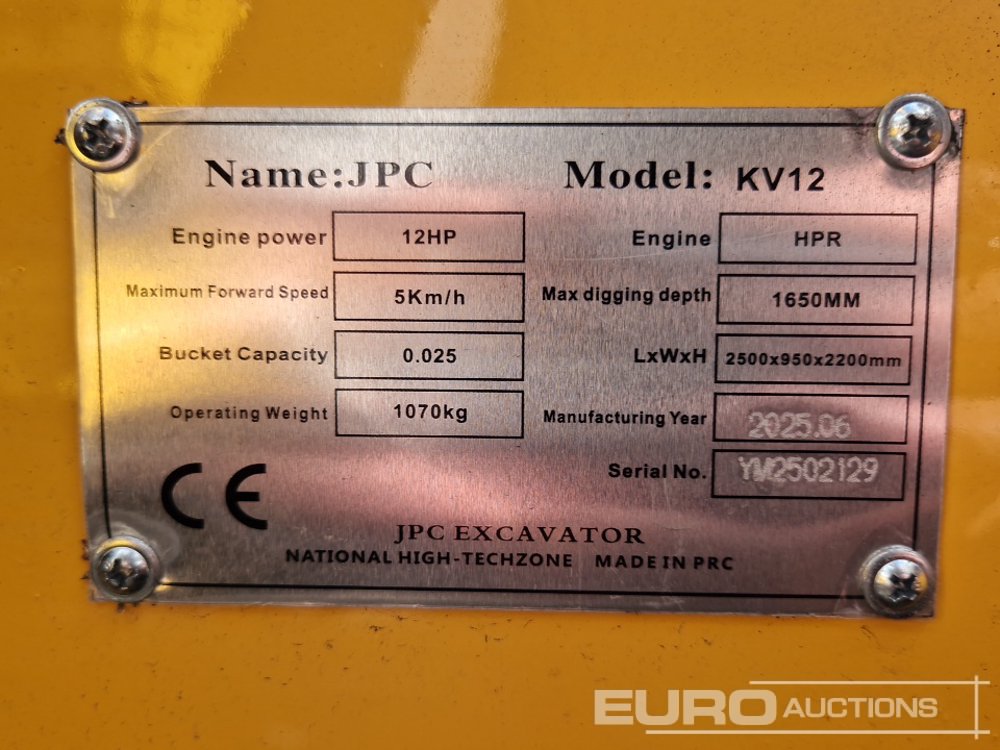 Name:JPC Model: KV12
Engine power 12HP Engine HPR
Maximum Forward Speed 5Km/h Max digging depth 1650MM
Bucket Capacity 0.025 LxWxH 2500x950x2200mm
Operating Weight 1070kg Manufacturing Year 2025.06
Serial No. YM2502129
CE
JPC EXCAVATOR
NATIONAL HIGH-TECHZONE MADE IN PRC
EURO AUCTIONS